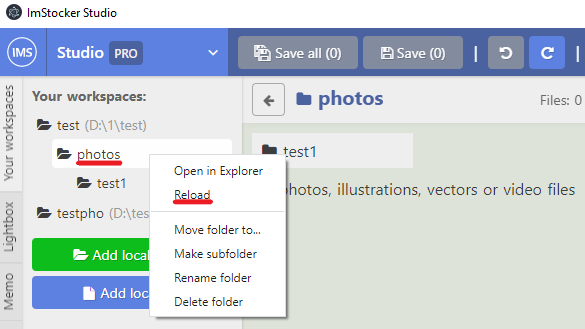 ImStocker Studio
IMS Studio PRO Save all (0) Save (0)
Your workspaces
Lightbox
Memo
Your workspaces:
test (D:\1\test)
photos
test1
testpho (D:\tes
Add local
Add local
Open in Explorer
Reload
Move folder to...
Make subfolder
Rename folder
Delete folder
photos Files: 0
test1
photos, illustrations, vectors or video files